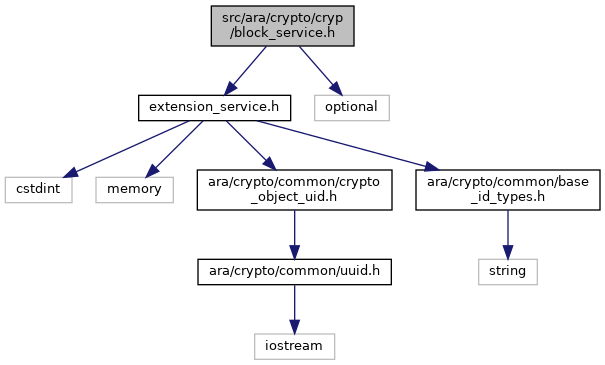 src/ara/crypto/cryp
/block_service.h
extension_service.h
optional
cstdint
memory
ara/crypto/common/crypto
_object_uid.h
ara/crypto/common/base
_id_types.h
ara/crypto/common/uuid.h
string
iostream